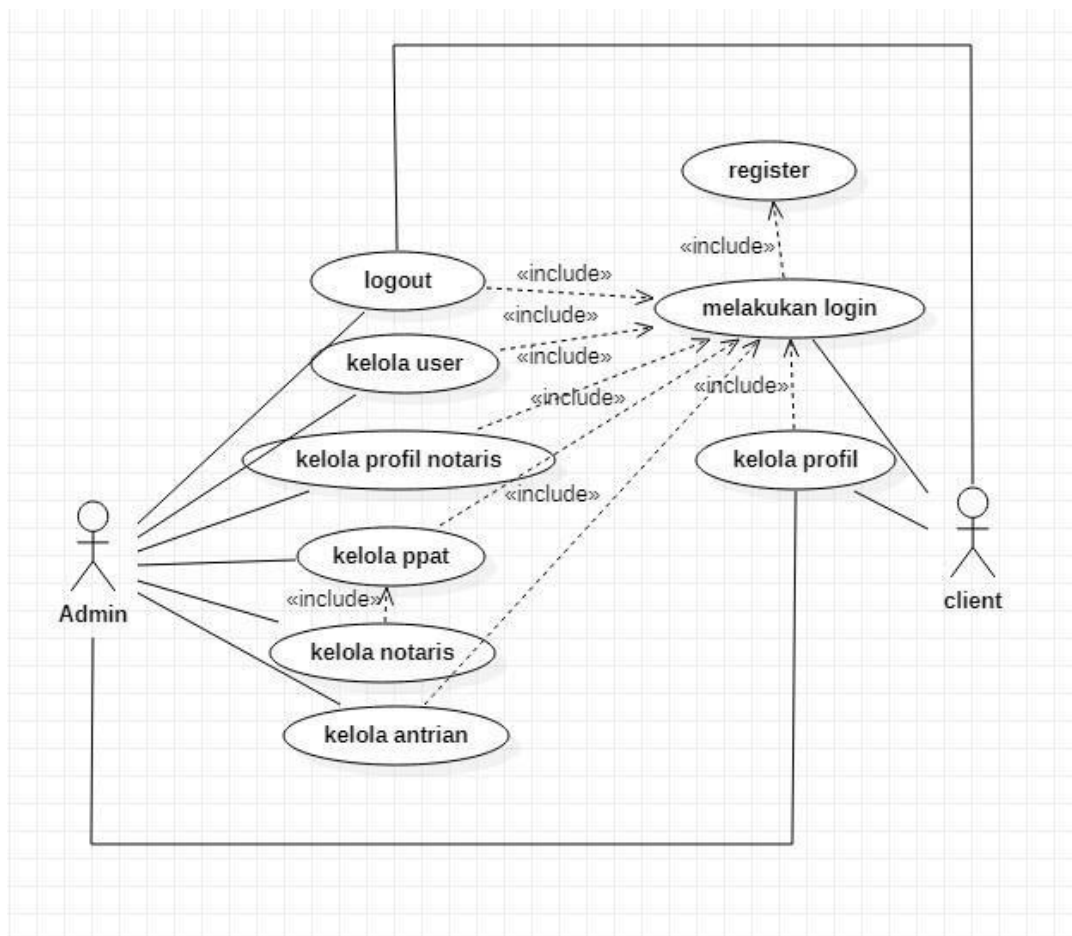 register
«include»
logout
«include»
melakukan login
«include»
kelola user
«include»
«include»
«include»
kelola profil notaris
kelola profil
«include»
kelola ppat
«include»
Admin
client
kelola notaris
kelola antrian